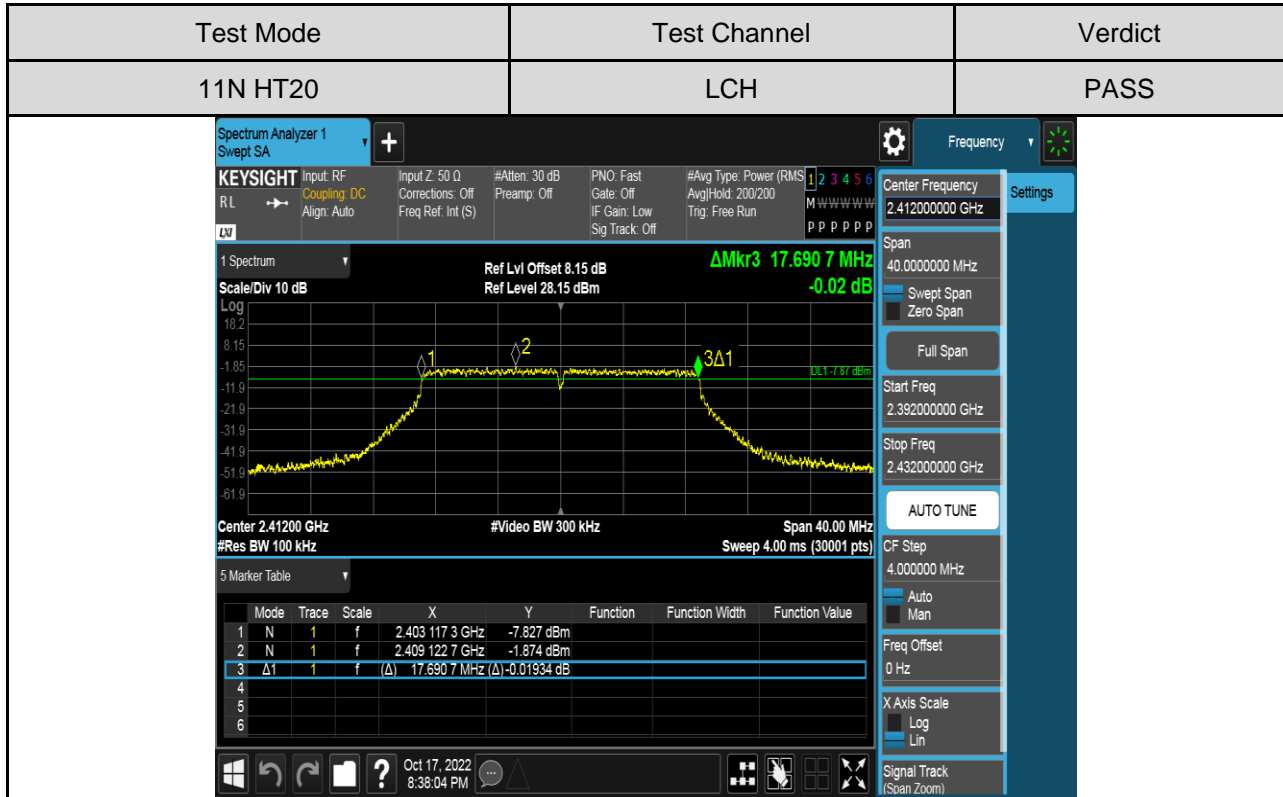 Test Mode Test Channel Verdict
11N HT20 LCH PASS
Spectrum Analyzer 1
Swept SA
+
Frequency
KEYSIGHT Input: RF Input Z: 50 Ω #Atten: 30 dB PNO: Fast #Avg Type: Power (RMS 1 2 3 4 5 6
RL Coupling: DC Corrections: Off Preamp: Off Gate: Off Avg|Hold: 200/200 M W W W W W
Align: Auto Freq Ref: Int (S) IF Gain: Low Trig: Free Run
LXI Sig Track: Off P P P P P P
Center Frequency
2.412000000 GHz
Settings
1 Spectrum
Ref Lvl Offset 8.15 dB ΔMkr3 17.690 7 MHz
Scale/Div 10 dB Ref Level 28.15 dBm -0.02 dB
Log
18.2
8.15
-1.85
-11.9
-21.9
-31.9
-41.9
-51.9
-61.9
1
2
3Δ1
DL1 -7.87 dBm
Center 2.41200 GHz #Video BW 300 kHz Span 40.00 MHz
#Res BW 100 kHz Sweep 4.00 ms (30001 pts)
Span
40.0000000 MHz
Swept Span
Zero Span
Full Span
Start Freq
2.392000000 GHz
Stop Freq
2.432000000 GHz
AUTO TUNE
CF Step
4.000000 MHz
Auto
Man
Freq Offset
0 Hz
X Axis Scale
Log
Lin
Signal Track
(Span Zoom)
5 Marker Table
Mode Trace Scale X Y Function Function Width Function Value
1 N 1 f 2.403 117 3 GHz -7.827 dBm
2 N 1 f 2.409 122 7 GHz -1.874 dBm
3 Δ1 1 f (Δ) 17.690 7 MHz (Δ) -0.01934 dB
4
5
6
? Oct 17, 2022
8:38:04 PM